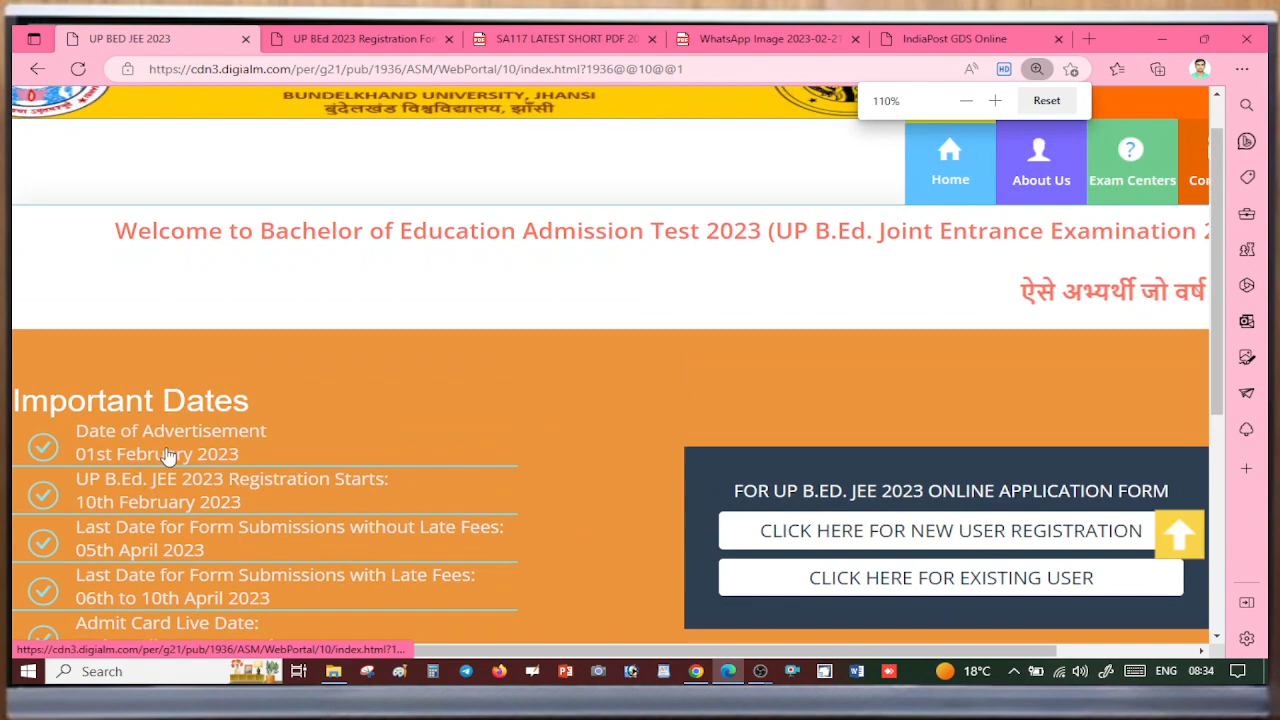 UP BED JEE 2023
UP BEd 2023 Registration For
SA117 LATEST SHORT PDF 20
WhatsApp Image 2023-02-21
IndiaPost GDS Online
https://cdn3.digialm.com/per/g21/pub/1936/ASM/WebPortal/10/index.html?1936@@10@@1
HD
BUNDELKHAND UNIVERSITY, JHANSI
बुंदेलखंड विश्वविद्यालय, झाँसी
110%
Reset
Home
About Us
Exam Centers
Con
Welcome to Bachelor of Education Admission Test 2023 (UP B.Ed. Joint Entrance Examination 2
ऐसे अभ्यर्थी जो वर्ष
Important Dates
Date of Advertisement
01st February 2023
UP B.Ed. JEE 2023 Registration Starts:
10th February 2023
Last Date for Form Submissions without Late Fees:
05th April 2023
Last Date for Form Submissions with Late Fees:
06th to 10th April 2023
Admit Card Live Date:
FOR UP B.ED. JEE 2023 ONLINE APPLICATION FORM
CLICK HERE FOR NEW USER REGISTRATION
CLICK HERE FOR EXISTING USER
https://cdn3.digialm.com/per/g21/pub/1936/ASM/WebPortal/10/index.html?1...
Search
18°C
ENG
08:34